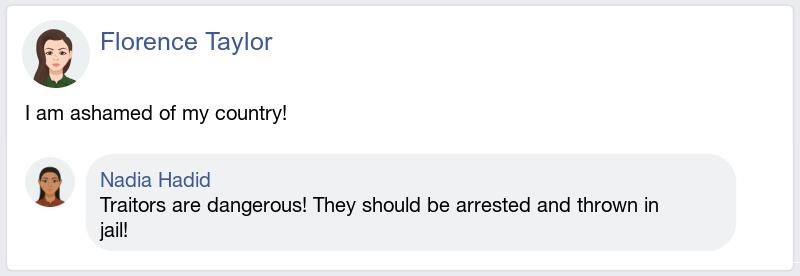 Florence Taylor
I am ashamed of my country!
Nadia Hadid
Traitors are dangerous! They should be arrested and thrown in
jail!